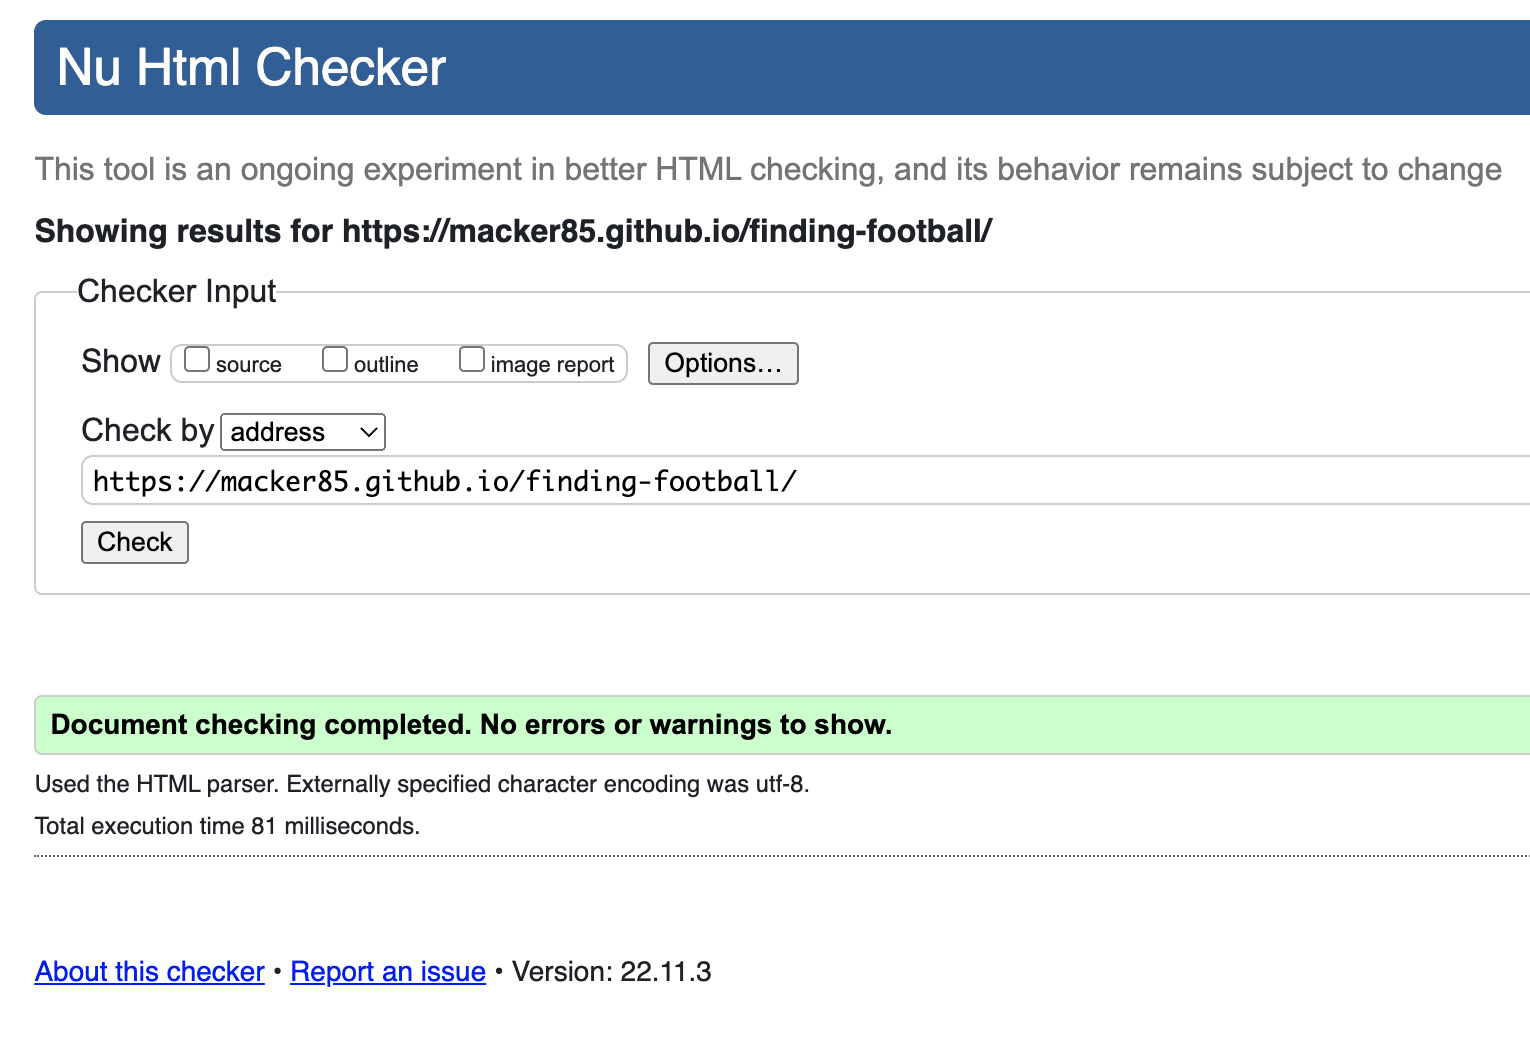 Nu Html Checker
This tool is an ongoing experiment in better HTML checking, and its behavior remains subject to change
Showing results for https://macker85.github.io/finding-football/
Checker Input
Show source outline image report Options...
Check by address
https://macker85.github.io/finding-football/
Check
Document checking completed. No errors or warnings to show.
Used the HTML parser. Externally specified character encoding was utf-8.
Total execution time 81 milliseconds.
About this checker • Report an issue • Version: 22.11.3